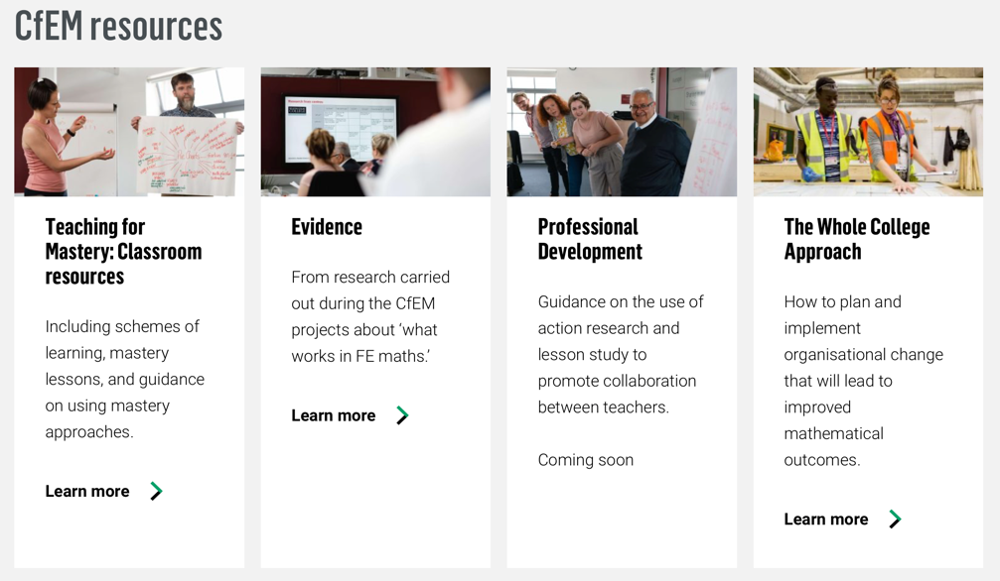 CfEM resources
Teaching for
Mastery: Classroom
resources
Including schemes of
learning, mastery
lessons, and guidance
on using mastery
approaches.
Learn more
Evidence
From research carried
out during the CfEM
projects about ‘what
works in FE maths.’
Learn more
Professional
Development
Guidance on the use of
action research and
lesson study to
promote collaboration
between teachers.
Coming soon
The Whole College
Approach
How to plan and
implement
organisational change
that will lead to
improved
mathematical
outcomes.
Learn more